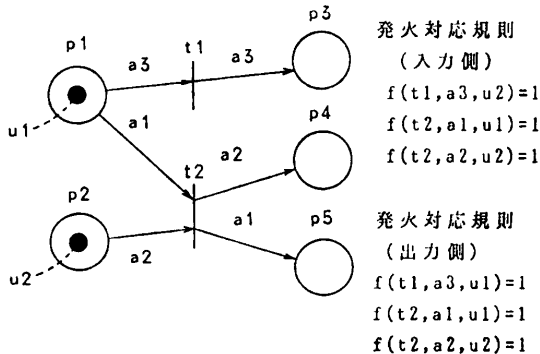 p1
t1
p3
a3
a3
u1
a1
p4
t2
a2
p2
a1
p5
a2
u2
発火対応規則
(入力側)
f(t1,a3,u2)=1
f(t2,a1,u1)=1
f(t2,a2,u2)=1
発火対応規則
(出力側)
f(t1,a3,u1)=1
f(t2,a1,u1)=1
f(t2,a2,u2)=1